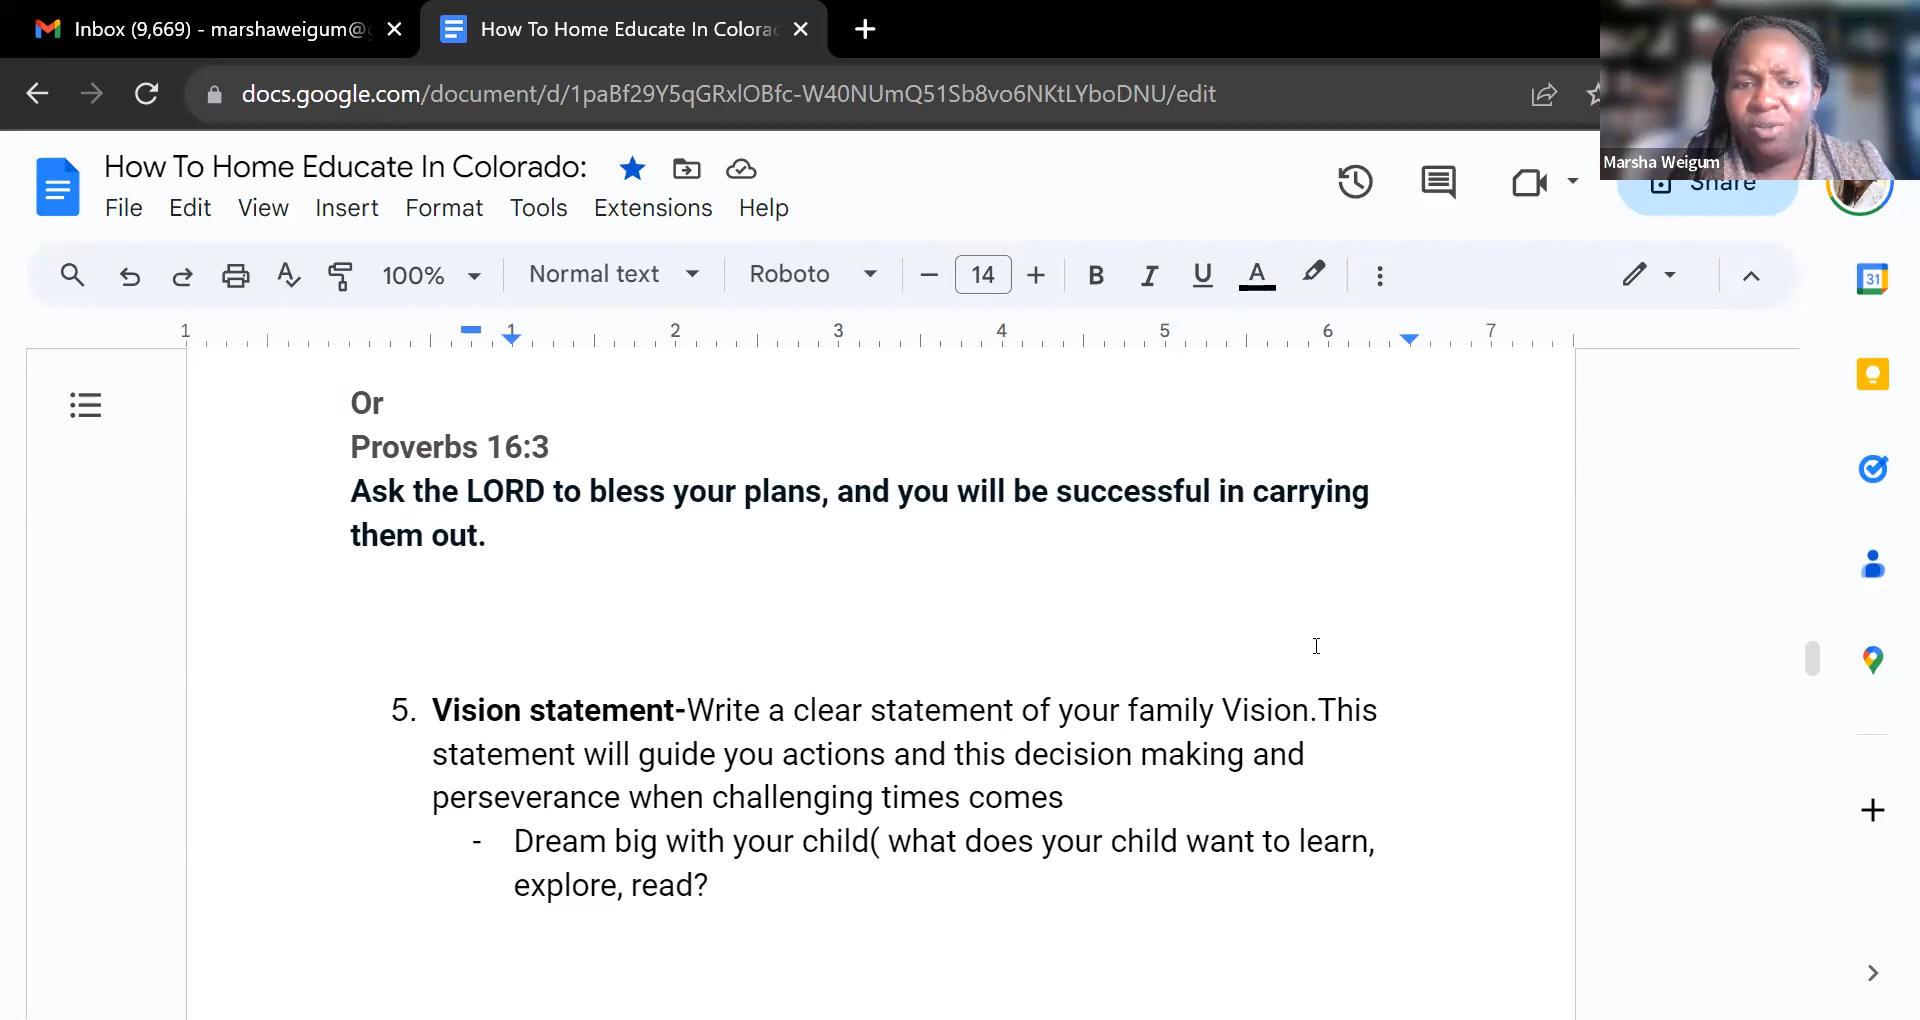 Inbox (9,669) - marshaweigum@
How To Home Educate In Colora
docs.google.com/document/d/1paBf29Y5qGRxlOBfc-W40NUmQ51Sb8vo6NKtLYboDNU/edit
Marsha Weigum
How To Home Educate In Colorado:
File Edit View Insert Format Tools Extensions Help
Share
100% Normal text Roboto 14 B I U A
31
1 1 2 3 4 5 6 7
Or
Proverbs 16:3
Ask the LORD to bless your plans, and you will be successful in carrying
them out.
5. Vision statement-Write a clear statement of your family Vision.This
statement will guide you actions and this decision making and
perseverance when challenging times comes
- Dream big with your child( what does your child want to learn,
explore, read?